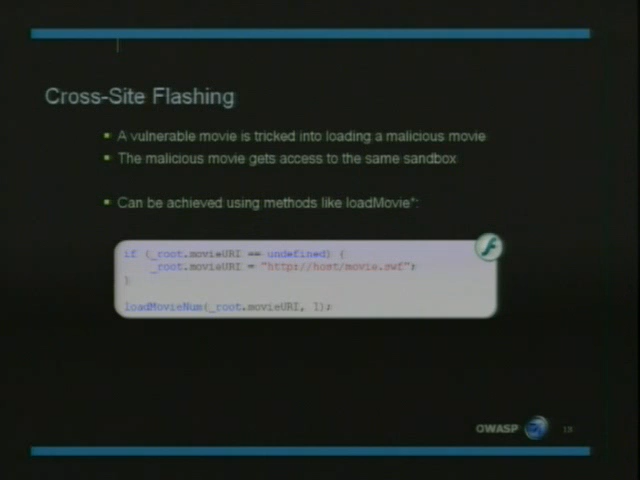 Cross-Site Flashing
A vulnerable movie is tricked into loading a malicious movie
The malicious movie gets access to the same sandbox
Can be achieved using methods like loadMovie*:
if (_root.movieURI == undefined) {
_root.movieURI = "http://host/movie.swf";
}
loadMovieNum(_root.movieURI, 1);
OWASP